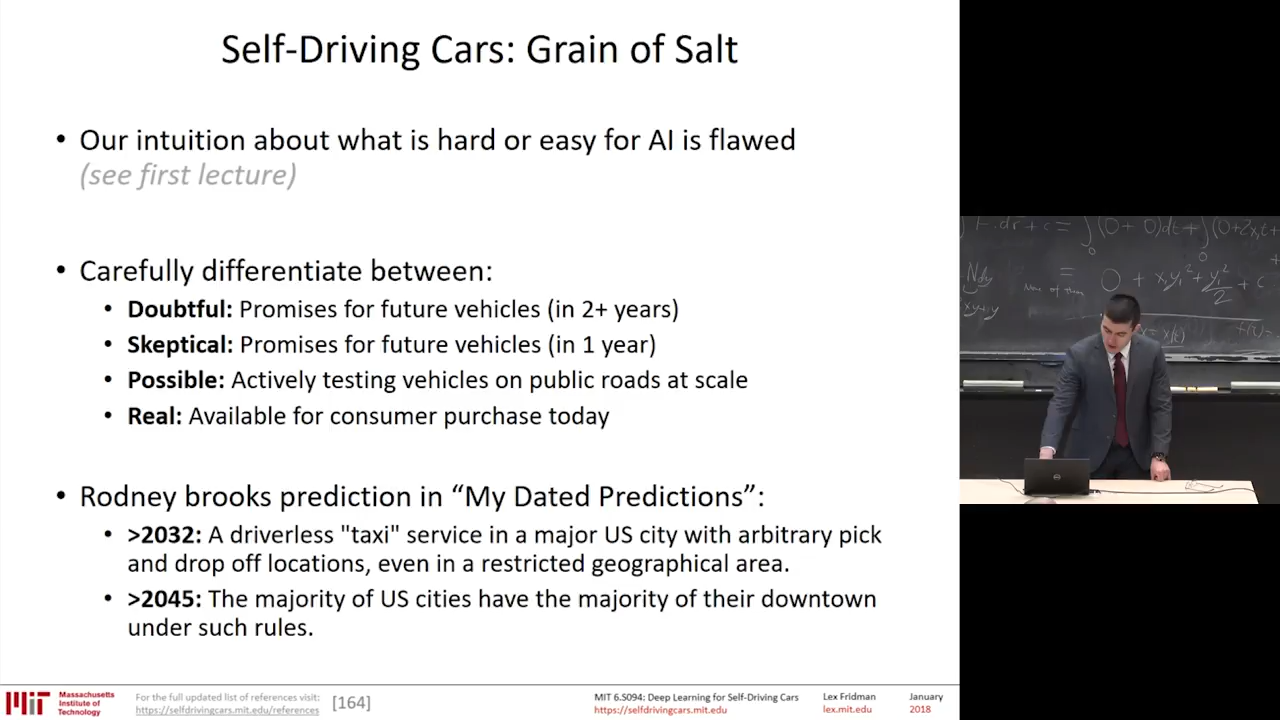 Self-Driving Cars: Grain of Salt
• Our intuition about what is hard or easy for AI is flawed
(see first lecture)
• Carefully differentiate between:
• Doubtful: Promises for future vehicles (in 2+ years)
• Skeptical: Promises for future vehicles (in 1 year)
• Possible: Actively testing vehicles on public roads at scale
• Real: Available for consumer purchase today
• Rodney brooks prediction in “My Dated Predictions”:
• >2032: A driverless "taxi" service in a major US city with arbitrary pick
and drop off locations, even in a restricted geographical area.
• >2045: The majority of US cities have the majority of their downtown
under such rules.
Massachusetts
Institute of
Technology
For the full updated list of references visit:
https://selfdrivingcars.mit.edu/references
[164]
MIT 6.S094: Deep Learning for Self-Driving Cars
https://selfdrivingcars.mit.edu
Lex Fridman
lex.mit.edu
January
2018